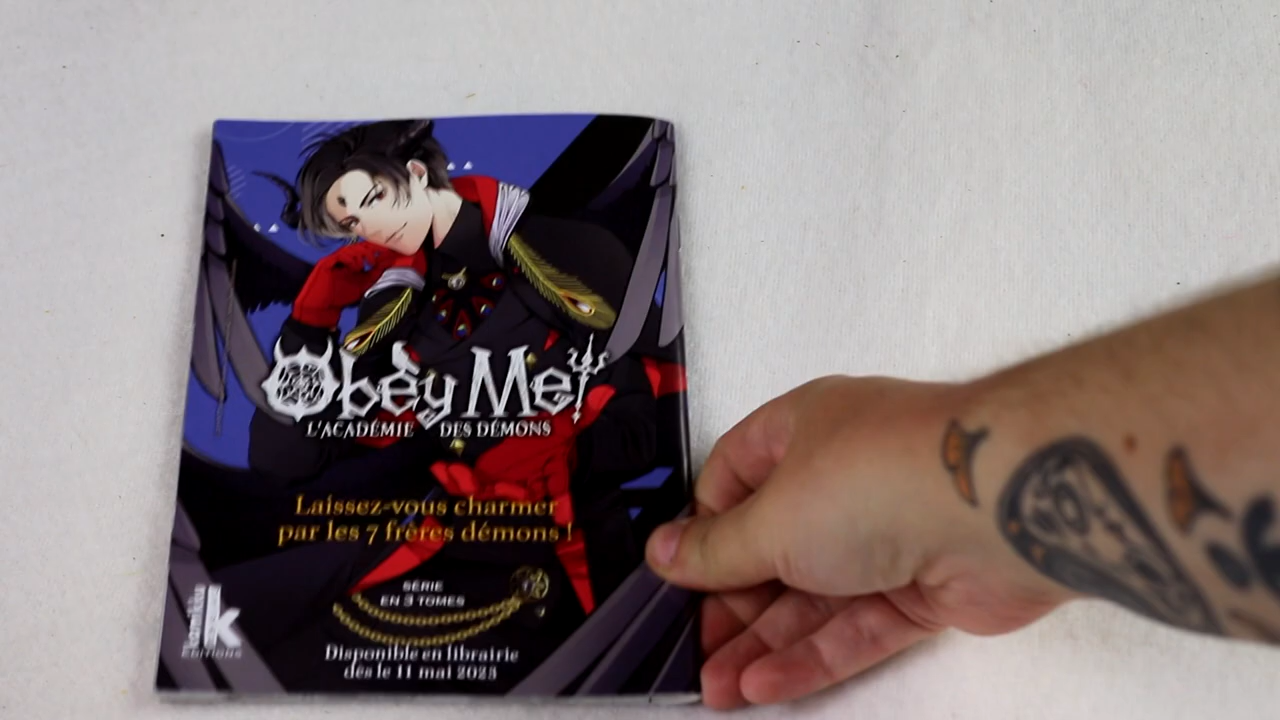 Obey Me!
L'ACADÉMIE DES DÉMONS
Laissez-vous charmer
par les 7 frères démons !
SÉRIE
EN 3 TOMES
k
EDITIONS
Disponible en librairie
dès le 11 mai 2023